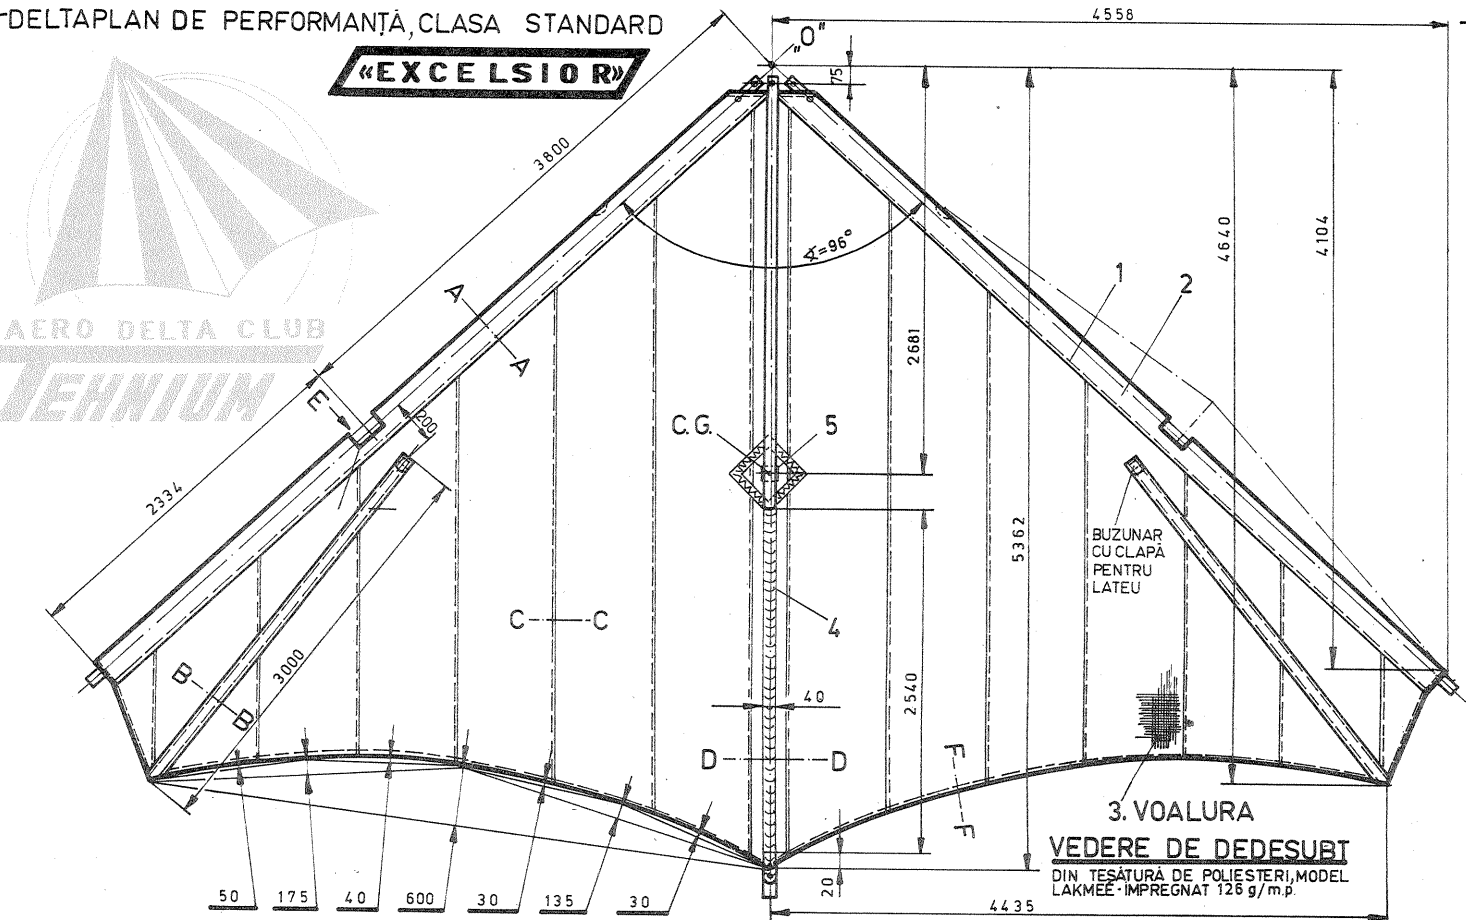 DELTAPLAN DE PERFORMANȚĂ, CLASA STANDARD
«EXCELSIOR»
AERO DELTA CLUB
TEHNIUM
4558
„O"
75
3800
∢=96°
4640
4104
A
A
1
2
2681
E
200
C.G.
5
2334
5362
BUZUNAR
CU CLAPĂ
PENTRU
LATEU
C
C
4
3000
B
B
2540
40
D
D
F
F
3. VOALURA
VEDERE DE DEDESUBT
DIN TESĂTURĂ DE POLIESTERI, MODEL
LAKMEÉ-IMPREGNAT 126 g/m.p.
50
175
40
600
30
135
30
20
4435